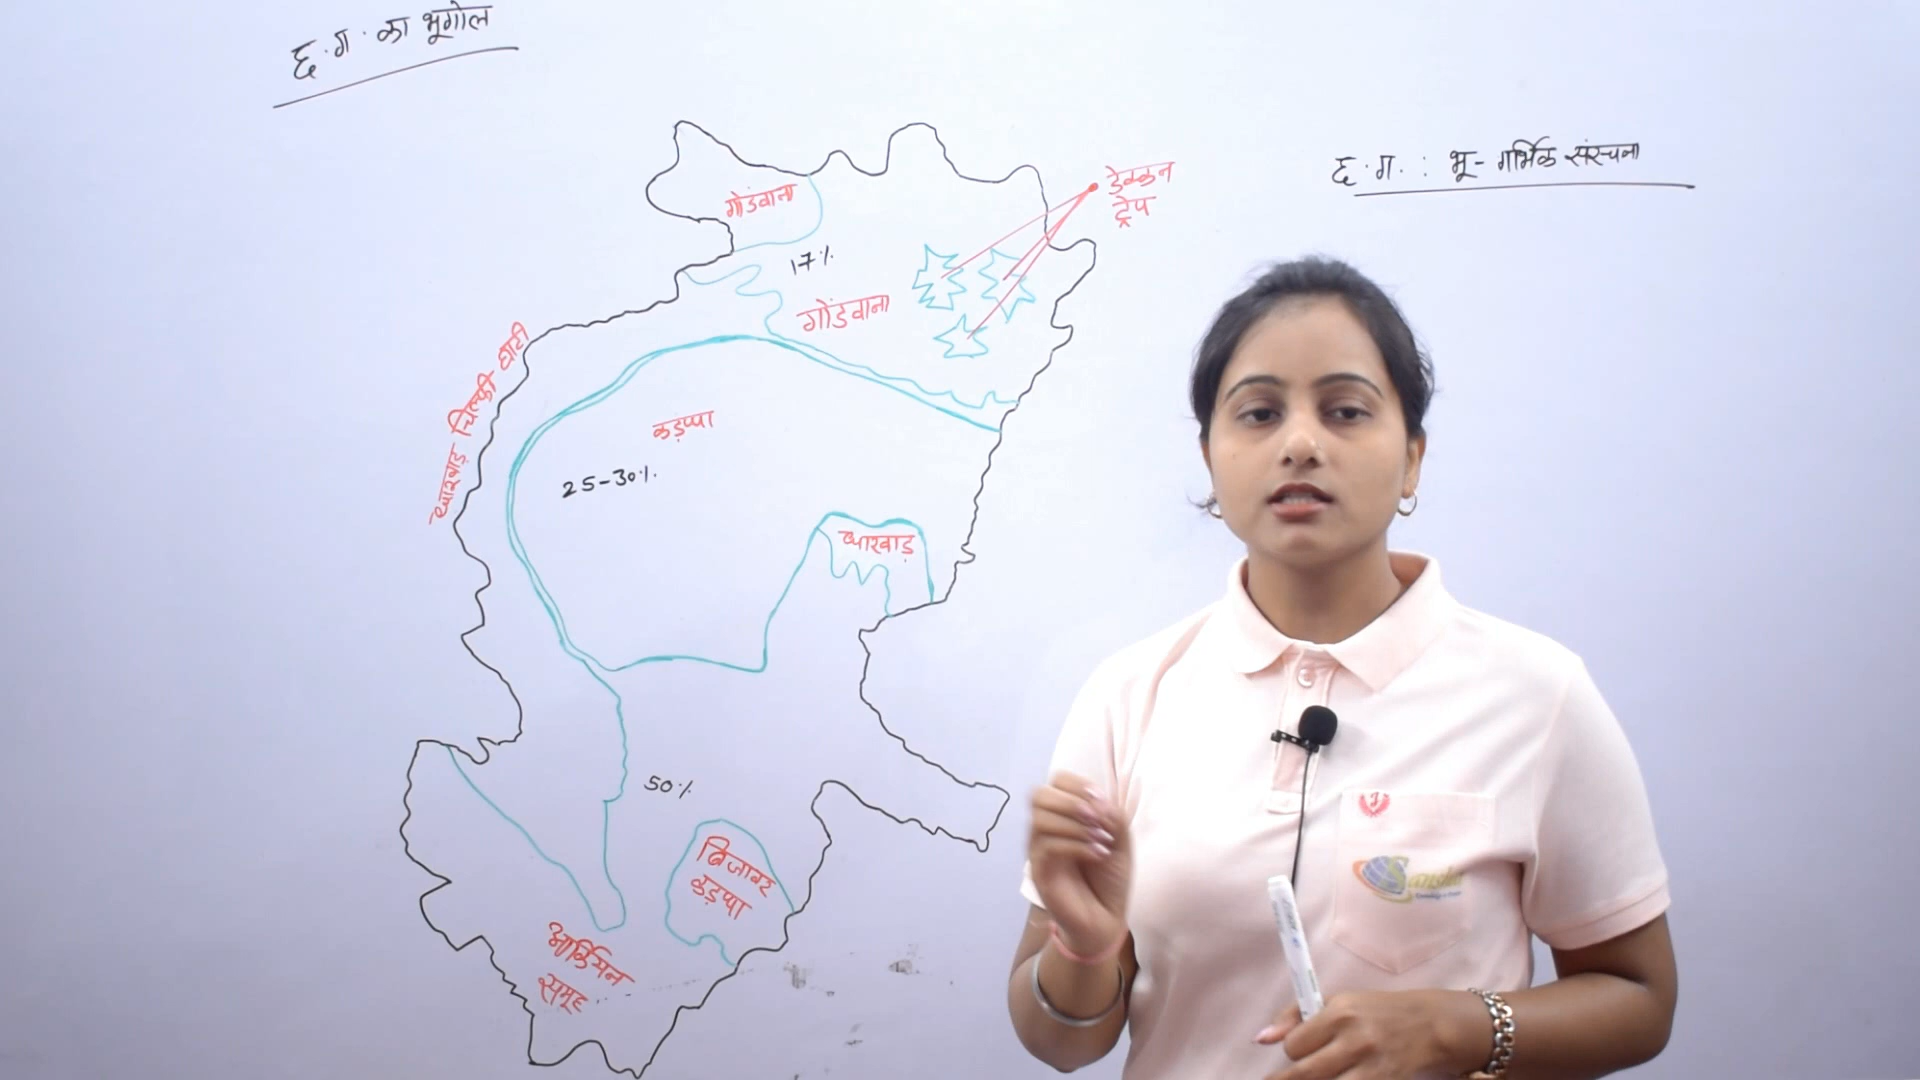 छ.ग. का भूगोल
छ.ग. : भू-गर्भिक संरचना
डेक्कन
ट्रेप
गोंडवाना
17%
गोंडवाना
धारवाड़ चिल्फी घाटी
कड़प्पा
25-30%
धारवाड़
50%
बिजावर
कड़प्पा
आर्कियन
समूह